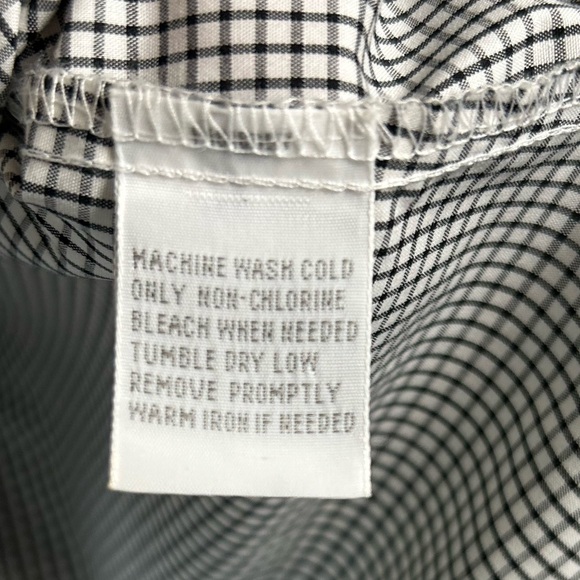 MACHINE WASH COLD
ONLY NON-CHLORINE
BLEACH WHEN NEEDED
TUMBLE DRY LOW
REMOVE PROMPTLY
WARM IRON IF NEEDED